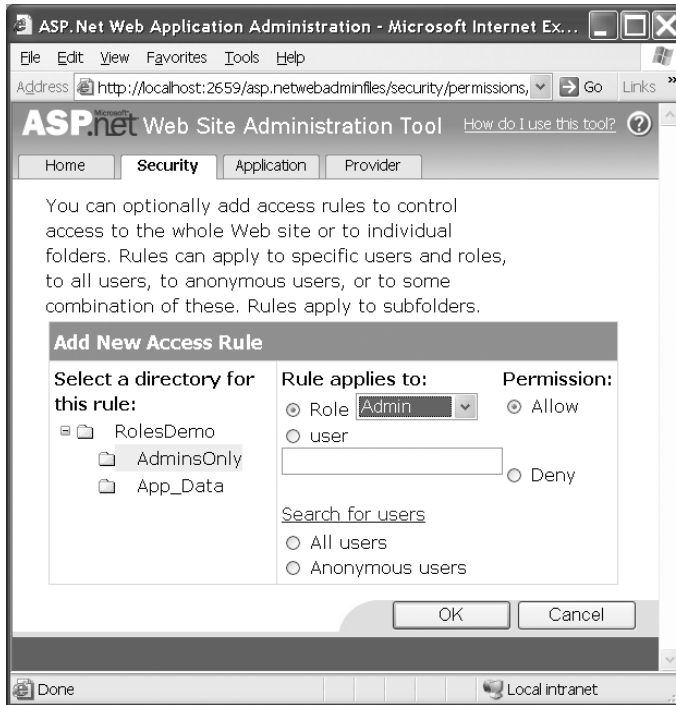 ASP.Net Web Application Administration - Microsoft Internet Ex...
File Edit View Favorites Tools Help
Address http://localhost:2659/asp.netwebadminfiles/security/permissions, Go Links »
Microsoft
ASP.net Web Site Administration Tool How do I use this tool? ?
Home Security Application Provider
You can optionally add access rules to control
access to the whole Web site or to individual
folders. Rules can apply to specific users and roles,
to all users, to anonymous users, or to some
combination of these. Rules apply to subfolders.
Add New Access Rule
Select a directory for
this rule:
RolesDemo
AdminsOnly
App_Data
Rule applies to:
Role Admin
user
Search for users
All users
Anonymous users
Permission:
Allow
Deny
OK Cancel
Done Local intranet